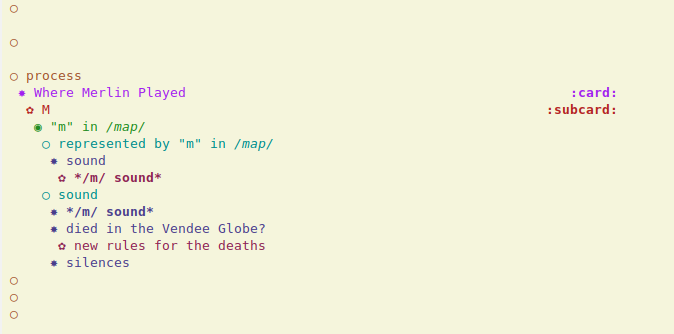 process
Where Merlin Played :card:
M :subcard:
"m" in /map/
represented by "m" in /map/
sound
*/m/ sound*
sound
*/m/ sound*
died in the Vendee Globe?
new rules for the deaths
silences